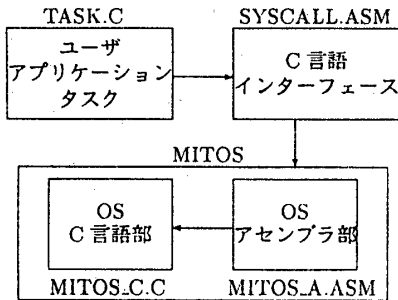 TASK.C
SYSCALL.ASM
ユーザ
アプリケーション
タスク
C 言語
インターフェース
MITOS
OS
C 言語部
OS
アセンブラ部
MITOS_C.C
MITOS_A.ASM